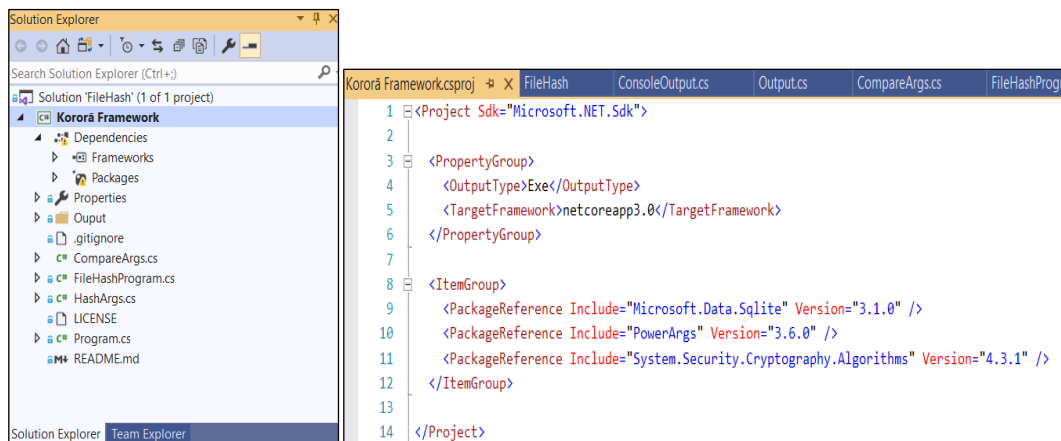 Solution Explorer
Search Solution Explorer (Ctrl+;)
Solution 'FileHash' (1 of 1 project)
C# Kororā Framework
Dependencies
Frameworks
Packages
Properties
Ouput
.gitignore
C# CompareArgs.cs
C# FileHashProgram.cs
C# HashArgs.cs
LICENSE
C# Program.cs
M+ README.md
Solution Explorer Team Explorer
Kororā Framework.csproj FileHash ConsoleOutput.cs Output.cs CompareArgs.cs FileHashProgr
1 <Project Sdk="Microsoft.NET.Sdk">
2
3 <PropertyGroup>
4 <OutputType>Exe</OutputType>
5 <TargetFramework>netcoreapp3.0</TargetFramework>
6 </PropertyGroup>
7
8 <ItemGroup>
9 <PackageReference Include="Microsoft.Data.Sqlite" Version="3.1.0" />
10 <PackageReference Include="PowerArgs" Version="3.6.0" />
11 <PackageReference Include="System.Security.Cryptography.Algorithms" Version="4.3.1" />
12 </ItemGroup>
13
14 </Project>